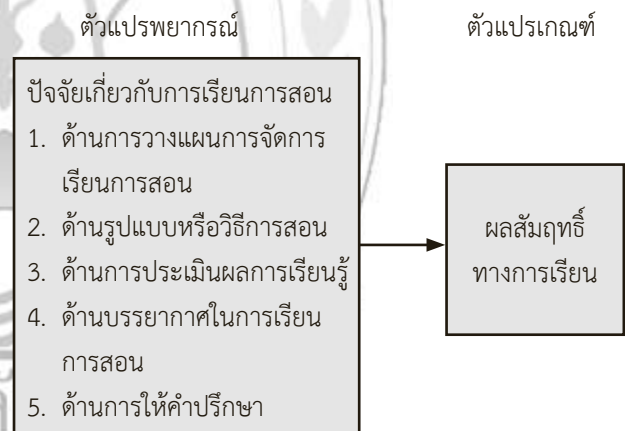 ตัวแปรพยากรณ์
ตัวแปรเกณฑ์
ปัจจัยเกี่ยวกับการเรียนการสอน
1. ด้านการวางแผนการจัดการ
เรียนการสอน
2. ด้านรูปแบบหรือวิธีการสอน
3. ด้านการประเมินผลการเรียนรู้
4. ด้านบรรยากาศในการเรียน
การสอน
5. ด้านการให้คำปรึกษา
ผลสัมฤทธิ์
ทางการเรียน